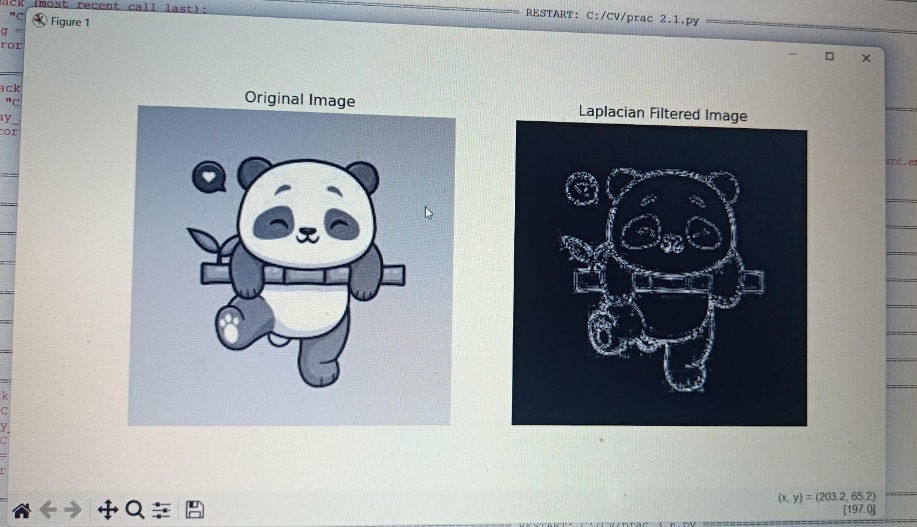 (most recent call last):
RESTART: C:/CV/prac 2.1.py
Figure 1
Original Image
Laplacian Filtered Image
(x, y) = (203.2, 65.2)
[197.0]